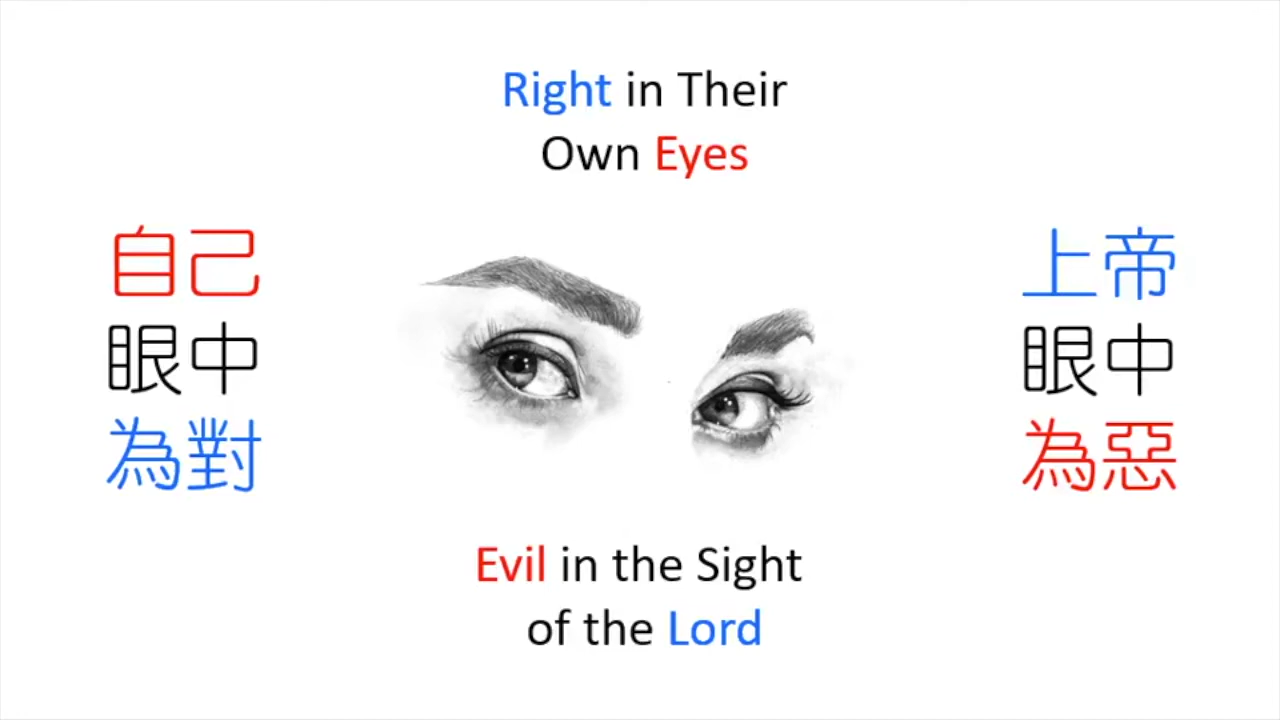 Right in Their
Own Eyes
自己
眼中
為對
上帝
眼中
為惡
Evil in the Sight
of the Lord